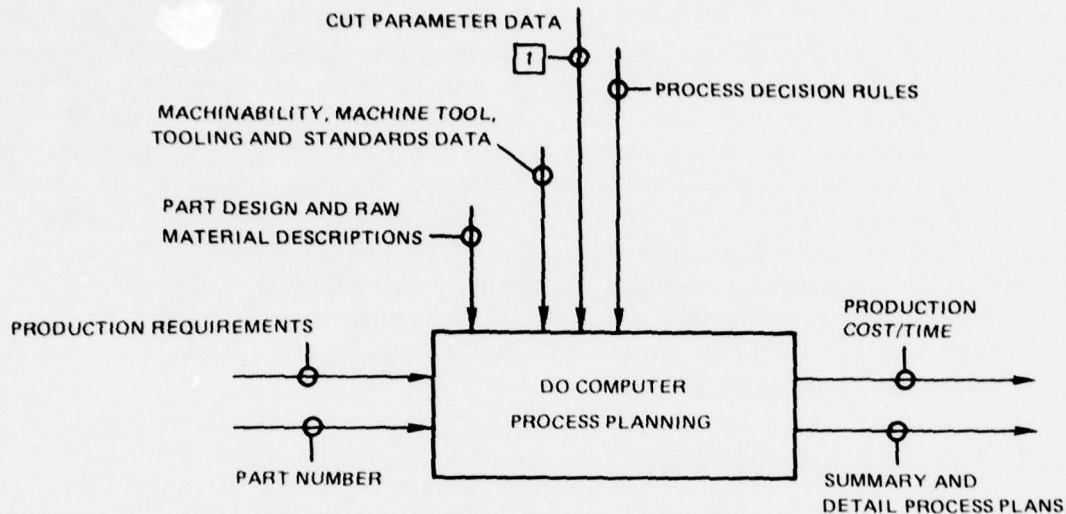 CUT PARAMETER DATA
1
PROCESS DECISION RULES
MACHINABILITY, MACHINE TOOL,
TOOLING AND STANDARDS DATA
PART DESIGN AND RAW
MATERIAL DESCRIPTIONS
PRODUCTION REQUIREMENTS
PRODUCTION
COST/TIME
DO COMPUTER
PROCESS PLANNING
PART NUMBER
SUMMARY AND
DETAIL PROCESS PLANS